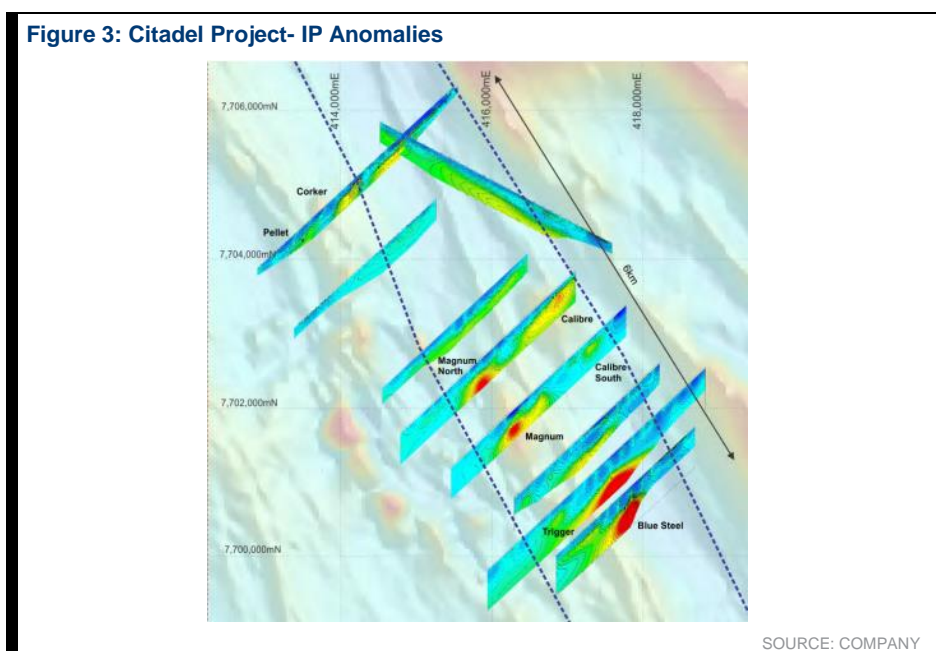 Figure 3: Citadel Project- IP Anomalies
414,000mE
416,000mE
418,000mE
7,706,000mN
Corker
Pellet
7,704,000mN
6km
Calibre
Magnum
North
Calibre
South
7,702,000mN
Magnum
Trigger
Blue Steel
7,700,000mN
SOURCE: COMPANY